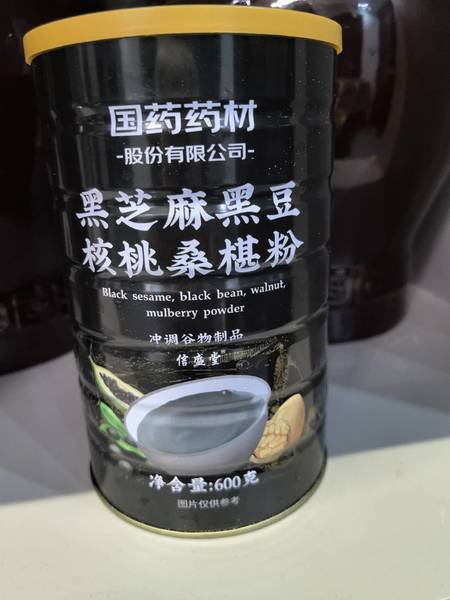 国药药材
-股份有限公司-
黑芝麻黑豆
核桃桑椹粉
Black sesame, black bean, walnut,
mulberry powder
冲调谷物制品
信盛堂
净含量:600克
图片仅供参考